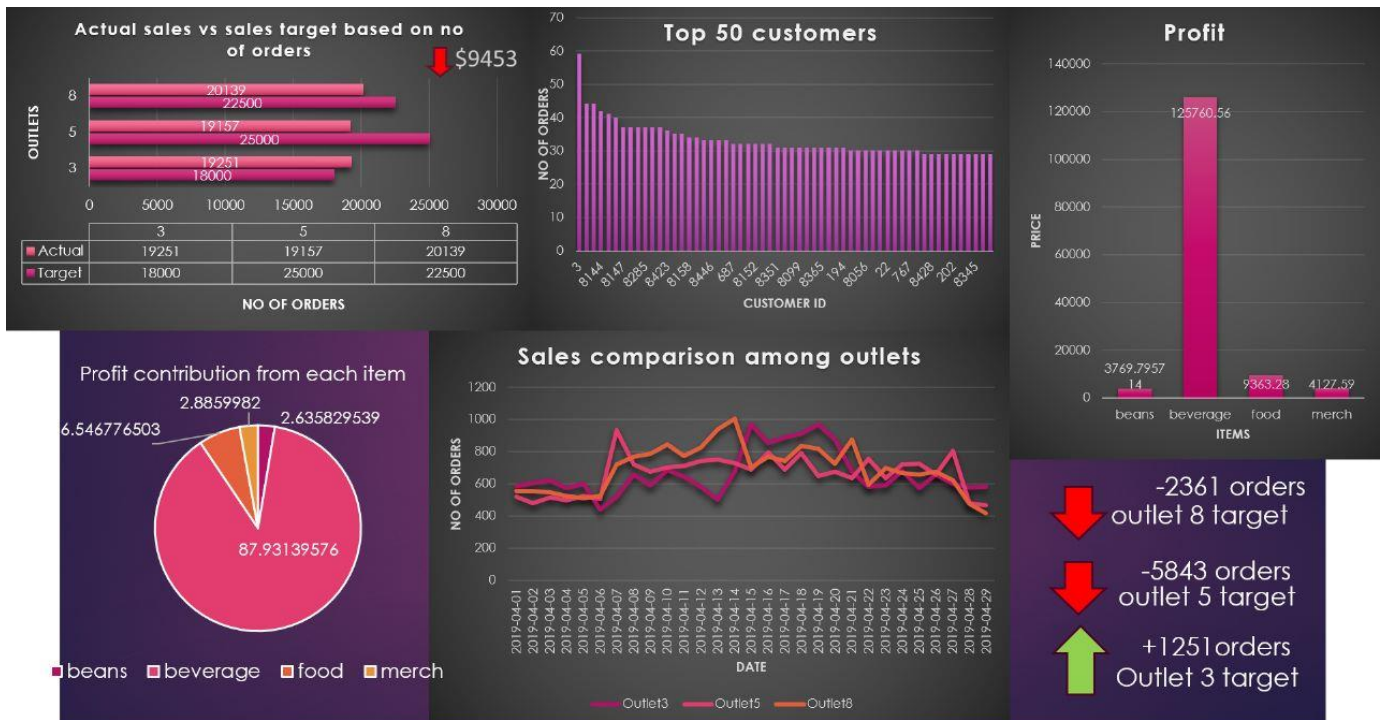 Actual sales vs sales target based on no
of orders
$9453
OUTLETS
8
20139
22500
5
19157
25000
3
19251
18000
0 5000 10000 15000 20000 25000 30000
3 5 8
Actual 19251 19157 20139
Target 18000 25000 22500
NO OF ORDERS
Top 50 customers
NO OF ORDERS
70
60
50
40
30
20
10
0
3 8144 8147 8285 8423 8158 8446 687 8152 8351 8099 8365 194 8056 22 767 8428 202 8345
CUSTOMER ID
Profit
PRICE
140000
120000
100000
80000
60000
40000
20000
0
3769.7957
14
125760.56
9363.28
4127.59
beans beverage food merch
ITEMS
Profit contribution from each item
2.8859982
2.635829539
6.546776503
87.93139576
beans beverage food merch
Sales comparison among outlets
NO OF ORDERS
1200
1000
800
600
400
200
0
2019-04-01
2019-04-02
2019-04-03
2019-04-04
2019-04-05
2019-04-06
2019-04-07
2019-04-08
2019-04-09
2019-04-10
2019-04-11
2019-04-12
2019-04-13
2019-04-14
2019-04-15
2019-04-16
2019-04-17
2019-04-18
2019-04-19
2019-04-20
2019-04-21
2019-04-22
2019-04-23
2019-04-24
2019-04-25
2019-04-26
2019-04-27
2019-04-28
2019-04-29
DATE
Outlet3 Outlet5 Outlet8
-2361 orders
outlet 8 target
-5843 orders
outlet 5 target
+1251orders
Outlet 3 target